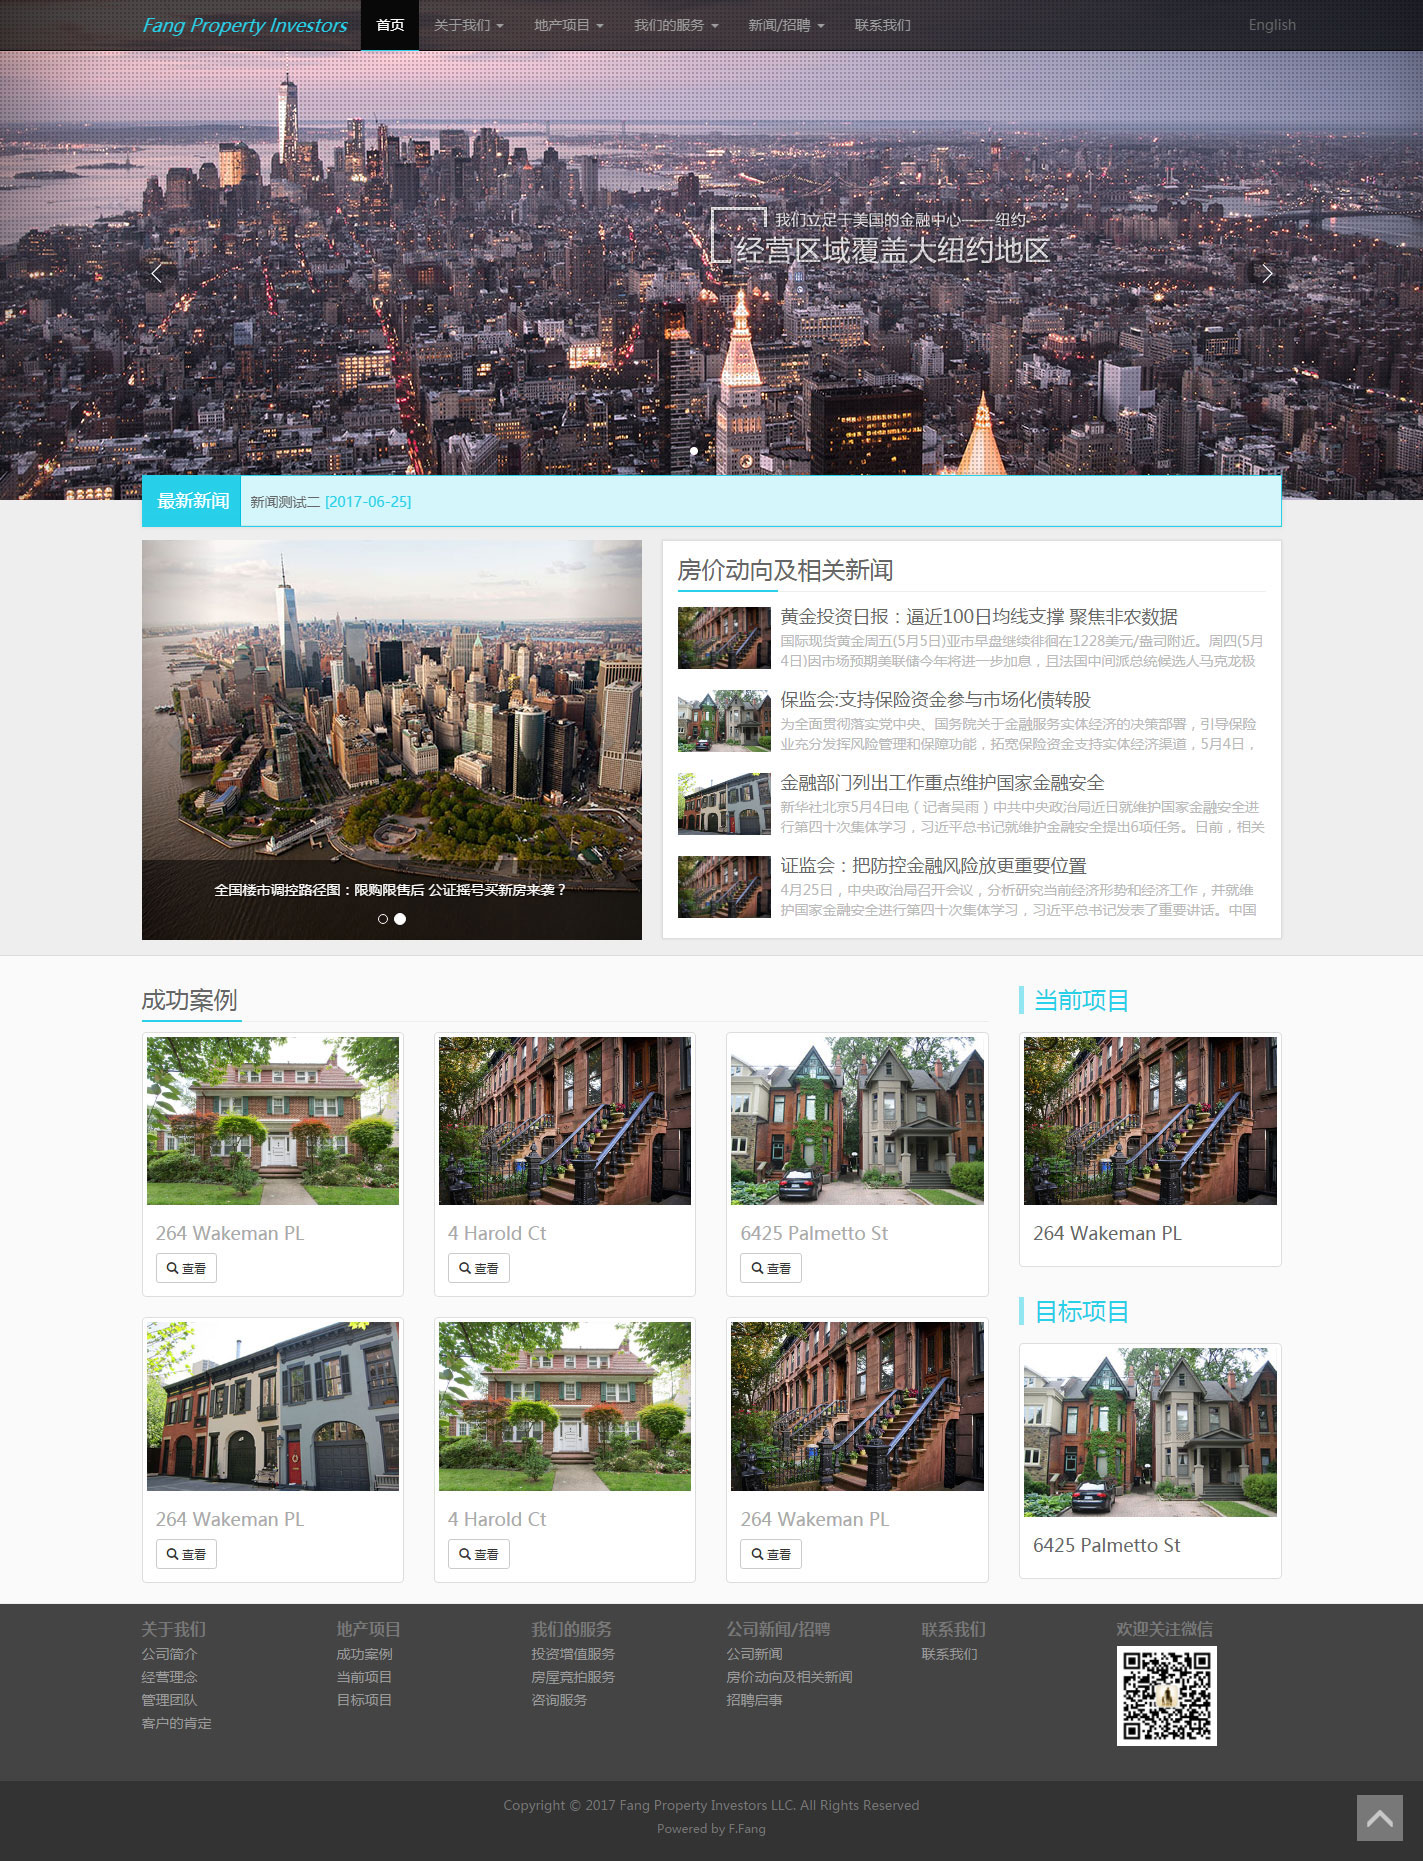 Fang Property Investors
首页
关于我们
地产项目
我们的服务
新闻/招聘
联系我们
English
我们立足于美国的金融中心——纽约
经营区域覆盖大纽约地区
最新新闻
新闻测试二 [2017-06-25]
全国楼市调控路径图：限购限售后 公证摇号买新房来袭？
房价动向及相关新闻
黄金投资日报：逼近100日均线支撑 聚焦非农数据
国际现货黄金周五(5月5日)亚市早盘继续徘徊在1228美元/盎司附近。周四(5月
4日)因市场预期美联储今年将进一步加息，且法国中间派总统候选人马克龙极
保监会:支持保险资金参与市场化债转股
为全面贯彻落实党中央、国务院关于金融服务实体经济的决策部署，引导保险
业充分发挥风险管理和保障功能，拓宽保险资金支持实体经济渠道，5月4日，
金融部门列出工作重点维护国家金融安全
新华社北京5月4日电（记者吴雨）中共中央政治局近日就维护国家金融安全进
行第四十次集体学习，习近平总书记就维护金融安全提出6项任务。日前，相关
证监会：把防控金融风险放更重要位置
4月25日，中央政治局召开会议，分析研究当前经济形势和经济工作，并就维
护国家金融安全进行第四十次集体学习，习近平总书记发表了重要讲话。中国
成功案例
264 Wakeman PL
查看
4 Harold Ct
查看
6425 Palmetto St
查看
264 Wakeman PL
查看
4 Harold Ct
查看
264 Wakeman PL
查看
当前项目
264 Wakeman PL
目标项目
6425 Palmetto St
关于我们
公司简介
经营理念
管理团队
客户的肯定
地产项目
成功案例
当前项目
目标项目
我们的服务
投资增值服务
房屋竞拍服务
咨询服务
公司新闻/招聘
公司新闻
房价动向及相关新闻
招聘启事
联系我们
联系我们
欢迎关注微信
Copyright © 2017 Fang Property Investors LLC. All Rights Reserved
Powered by F.Fang